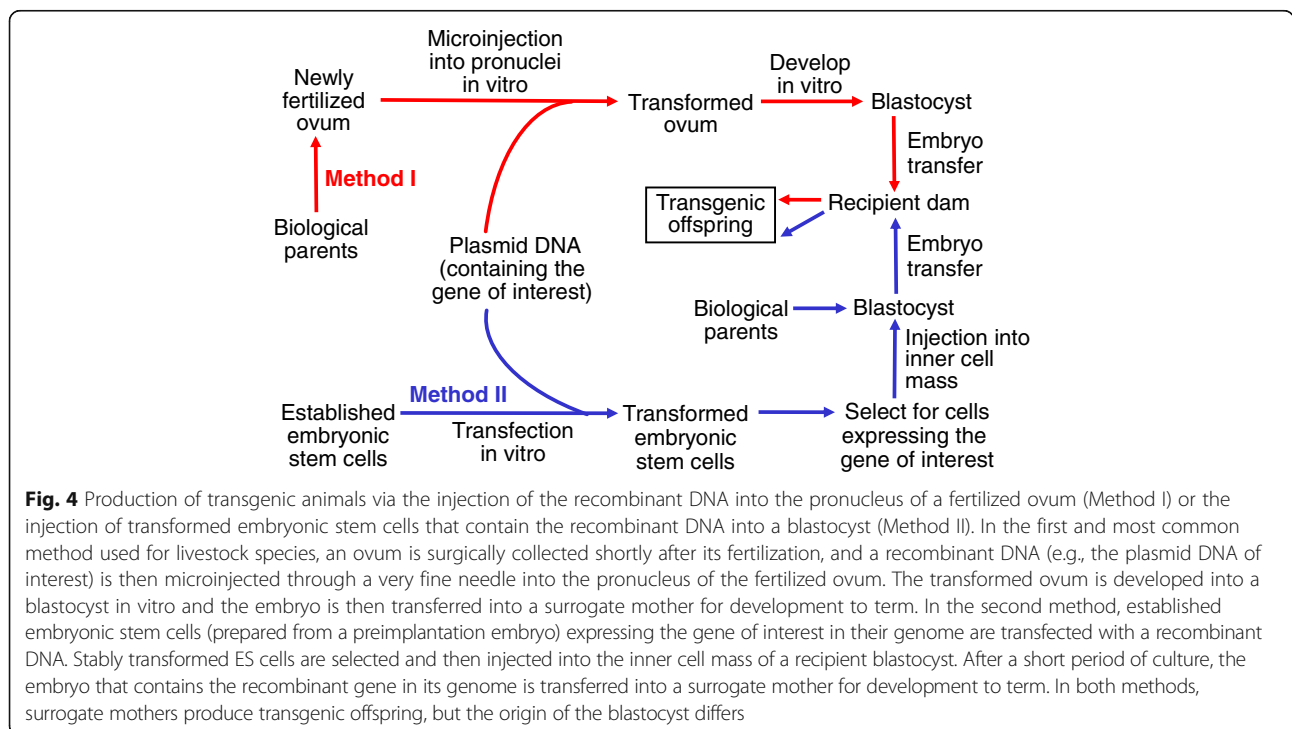 Microinjection
into pronuclei
in vitro
Newly
fertilized
ovum
Develop
in vitro
Transformed
ovum
Blastocyst
Embryo
transfer
Method I
Biological
parents
Transgenic
offspring
Recipient dam
Plasmid DNA
(containing the
gene of interest)
Embryo
transfer
Biological
parents
Blastocyst
Injection into
inner cell
mass
Method II
Established
embryonic
stem cells
Transfection
in vitro
Transformed
embryonic
stem cells
Select for cells
expressing the
gene of interest
Fig. 4 Production of transgenic animals via the injection of the recombinant DNA into the pronucleus of a fertilized ovum (Method I) or the
injection of transformed embryonic stem cells that contain the recombinant DNA into a blastocyst (Method II). In the first and most common
method used for livestock species, an ovum is surgically collected shortly after its fertilization, and a recombinant DNA (e.g., the plasmid DNA of
interest) is then microinjected through a very fine needle into the pronucleus of the fertilized ovum. The transformed ovum is developed into a
blastocyst in vitro and the embryo is then transferred into a surrogate mother for development to term. In the second method, established
embryonic stem cells (prepared from a preimplantation embryo) expressing the gene of interest in their genome are transfected with a recombinant
DNA. Stably transformed ES cells are selected and then injected into the inner cell mass of a recipient blastocyst. After a short period of culture, the
embryo that contains the recombinant gene in its genome is transferred into a surrogate mother for development to term. In both methods,
surrogate mothers produce transgenic offspring, but the origin of the blastocyst differs